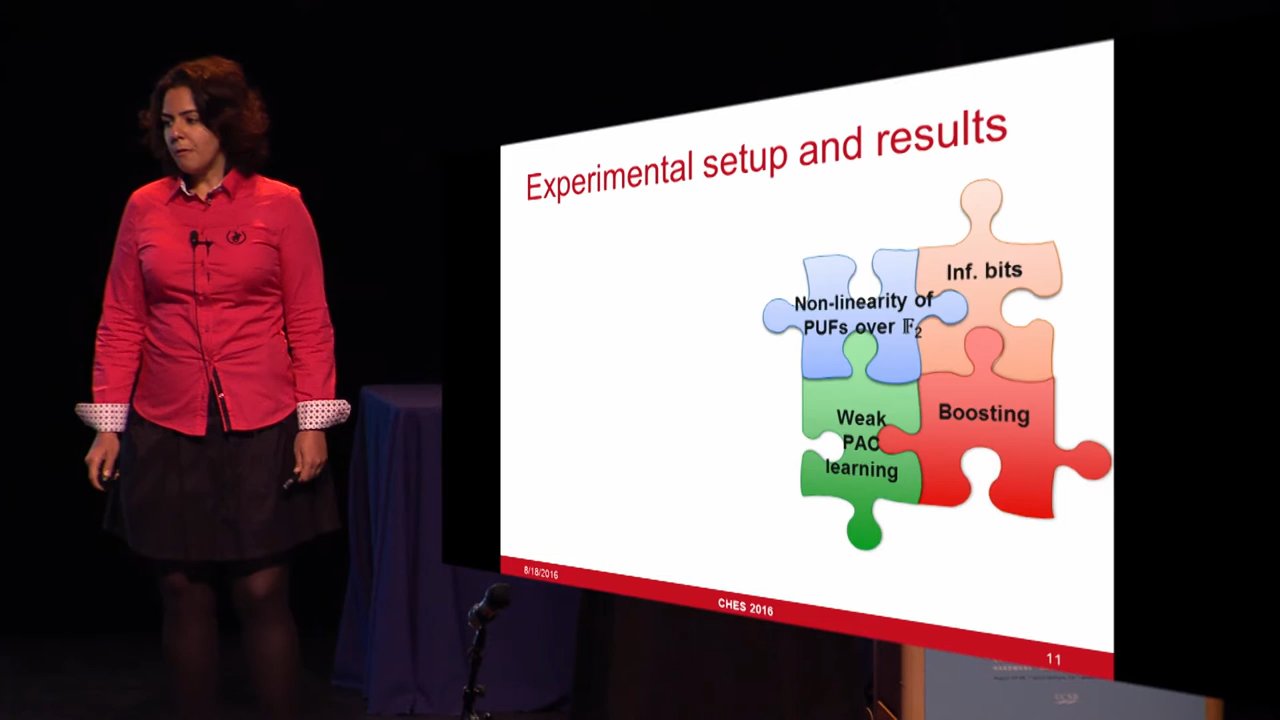 Experimental setup and results
Inf. bits
Non-linearity of
PUFs over 𝔽₂
Weak
PAC
learning
Boosting
8/18/2016
CHES 2016
11